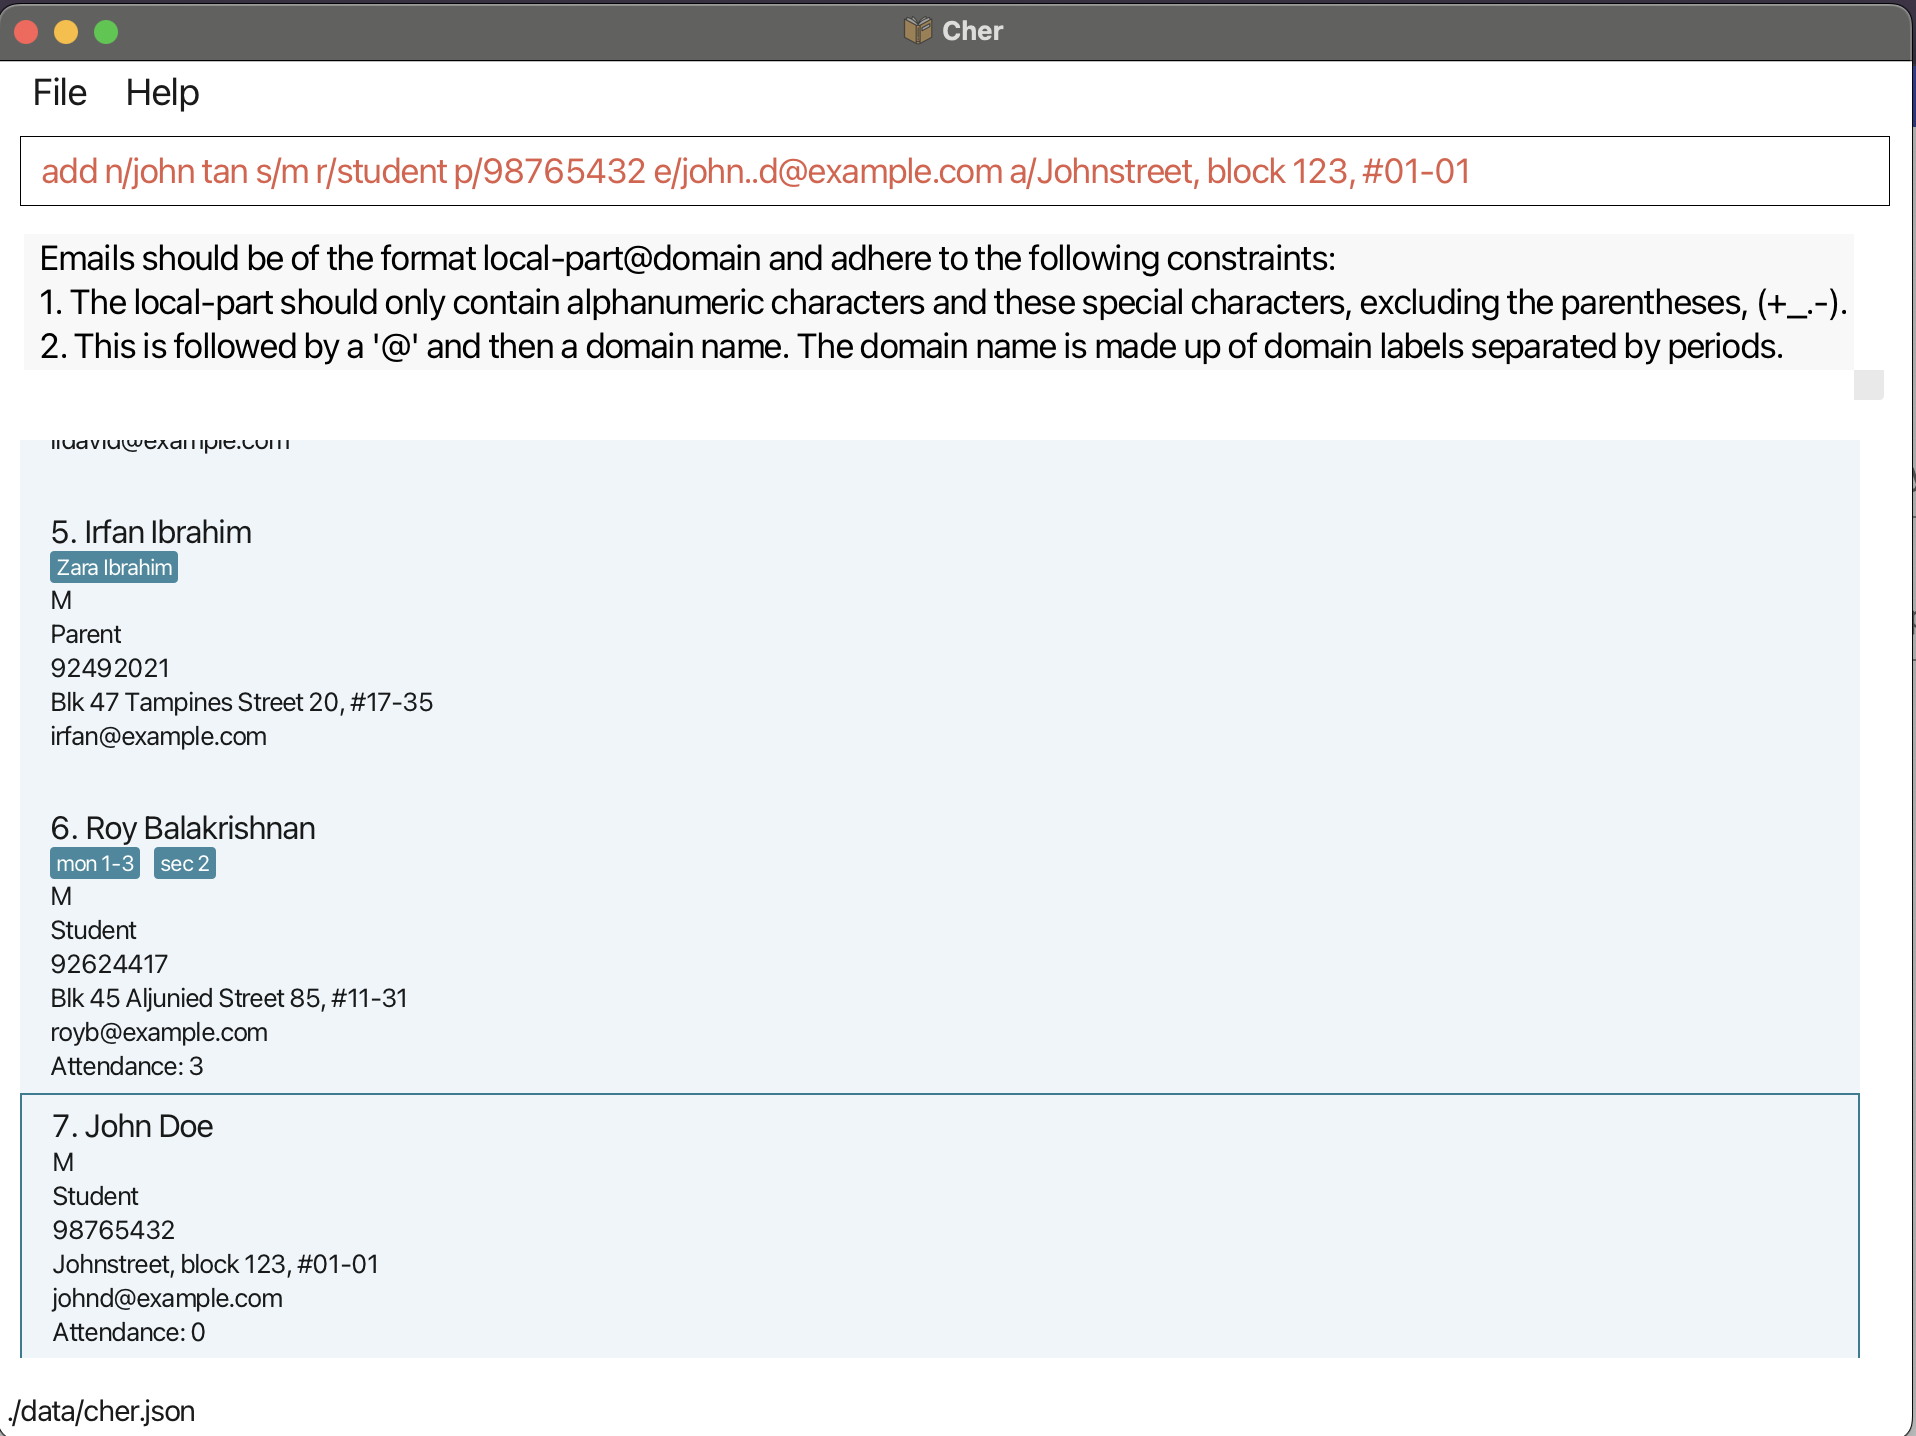 Cher
File Help
add n/john tan s/m r/student p/98765432 e/john..d@example.com a/Johnstreet, block 123, #01-01
Emails should be of the format local-part@domain and adhere to the following constraints:
1. The local-part should only contain alphanumeric characters and these special characters, excluding the parentheses, (+_.-).
2. This is followed by a '@' and then a domain name. The domain name is made up of domain labels separated by periods.
lidavid@example.com
5. Irfan Ibrahim
Zara Ibrahim
M
Parent
92492021
Blk 47 Tampines Street 20, #17-35
irfan@example.com
6. Roy Balakrishnan
mon 1-3 sec 2
M
Student
92624417
Blk 45 Aljunied Street 85, #11-31
royb@example.com
Attendance: 3
7. John Doe
M
Student
98765432
Johnstreet, block 123, #01-01
johnd@example.com
Attendance: 0
./data/cher.json